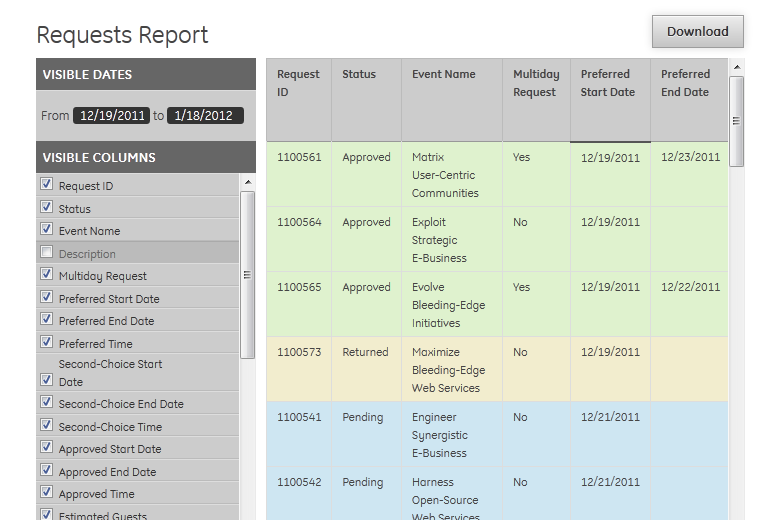 Requests Report
Download
VISIBLE DATES
From 12/19/2011 to 1/18/2012
VISIBLE COLUMNS
Request ID
Status
Event Name
Description
Multiday Request
Preferred Start Date
Preferred End Date
Preferred Time
Second-Choice Start
Date
Second-Choice End Date
Second-Choice Time
Approved Start Date
Approved End Date
Approved Time
Estimated Guests
Request Status Event Name Multiday Preferred Preferred
ID Request Start Date End Date
1100561 Approved Matrix Yes 12/19/2011 12/23/2011
User-Centric
Communities
1100564 Approved Exploit No 12/19/2011
Strategic
E-Business
1100565 Approved Evolve Yes 12/19/2011 12/22/2011
Bleeding-Edge
Initiatives
1100573 Returned Maximize No 12/19/2011
Bleeding-Edge
Web Services
1100541 Pending Engineer No 12/21/2011
Synergistic
E-Business
1100542 Pending Harness No 12/21/2011
Open-Source
Web Services